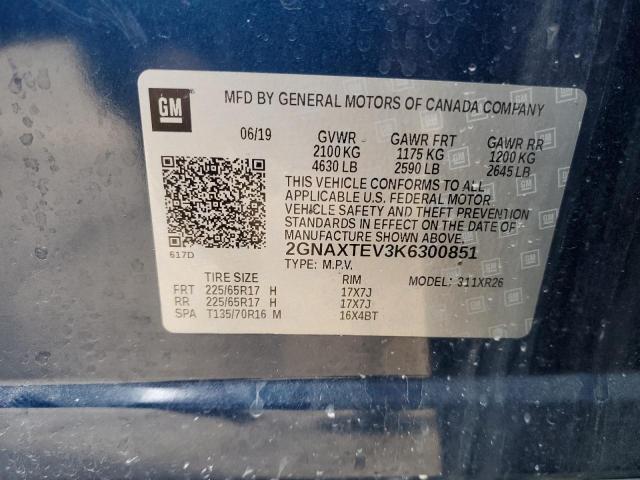 GM MFD BY GENERAL MOTORS OF CANADA COMPANY
06/19 GVWR GAWR FRT GAWR RR
2100 KG 1175 KG 1200 KG
4630 LB 2590 LB 2645 LB
THIS VEHICLE CONFORMS TO ALL
APPLICABLE U.S. FEDERAL MOTOR
VEHICLE SAFETY AND THEFT PREVENTION
STANDARDS IN EFFECT ON THE DATE OF
MANUFACTURE SHOWN ABOVE.
617D 2GNAXTEV3K6300851
TYPE: M.P.V. MODEL: 311XR26
TIRE SIZE RIM
FRT 225/65R17 H 17X7J
RR 225/65R17 H 17X7J
SPA T135/70R16 M 16X4BT